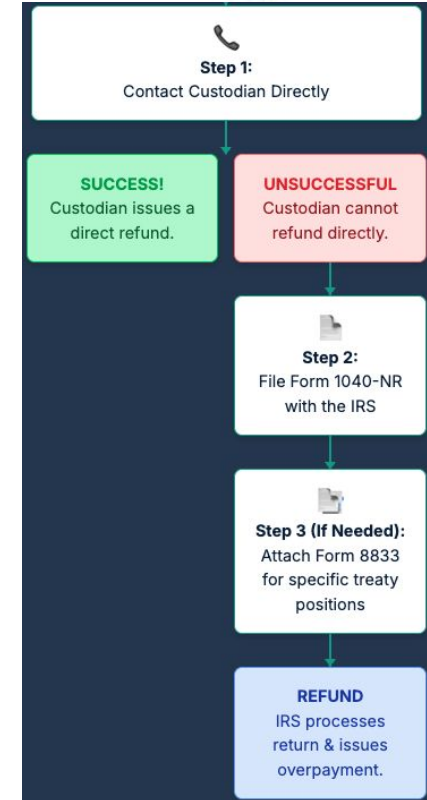 Step 1:
Contact Custodian Directly
SUCCESS!
Custodian issues a
direct refund.
UNSUCCESSFUL
Custodian cannot
refund directly.
Step 2:
File Form 1040-NR
with the IRS
Step 3 (If Needed):
Attach Form 8833
for specific treaty
positions
REFUND
IRS processes
return & issues
overpayment.